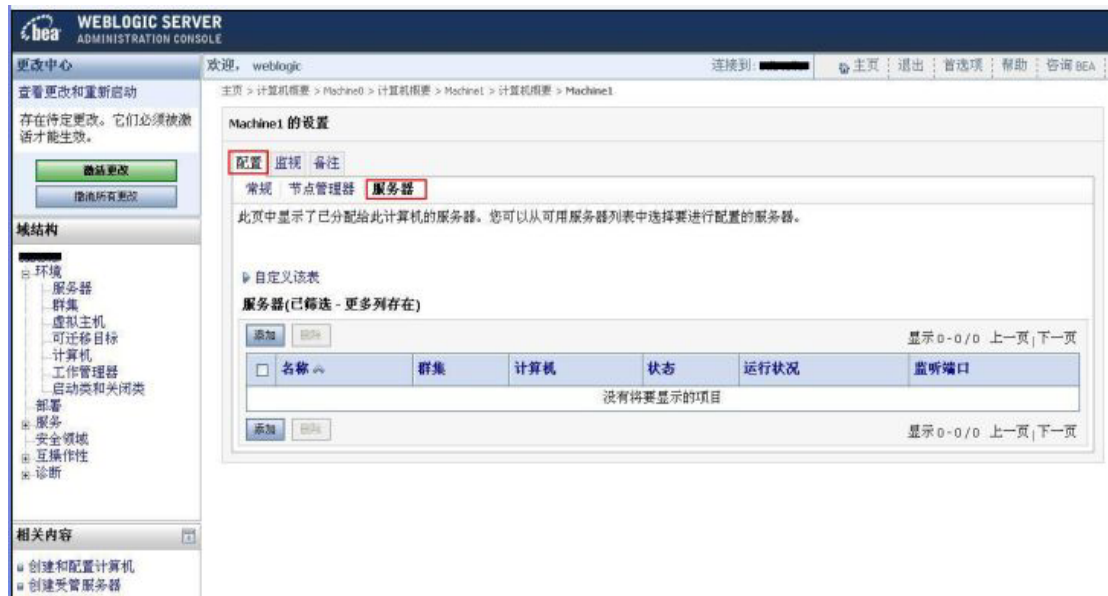 bea WEBLOGIC SERVER
ADMINISTRATION CONSOLE
更改中心
查看更改和重新启动
存在待定更改。它们必须被激
活才能生效。
激活更改
撤消所有更改
域结构
环境
服务器
群集
虚拟主机
可迁移目标
计算机
工作管理器
启动类和关闭类
部署
服务
安全领域
互操作性
诊断
相关内容
创建和配置计算机
创建受管服务器
欢迎, weblogic
连接到:
主页 | 退出 | 首选项 | 帮助 | 咨询 BEA
主页 > 计算机概要 > Machine0 > 计算机概要 > Machine1 > 计算机概要 > Machine1
Machine1 的设置
配置 监视 备注
常规 节点管理器 服务器
此页中显示了已分配给此计算机的服务器。您可以从可用服务器列表中选择要进行配置的服务器。
自定义该表
服务器(已筛选 - 更多列存在)
添加 删除 显示 0-0/0 上一页|下一页
名称 群集 计算机 状态 运行状况 监听端口
没有将要显示的项目
添加 删除 显示 0-0/0 上一页|下一页